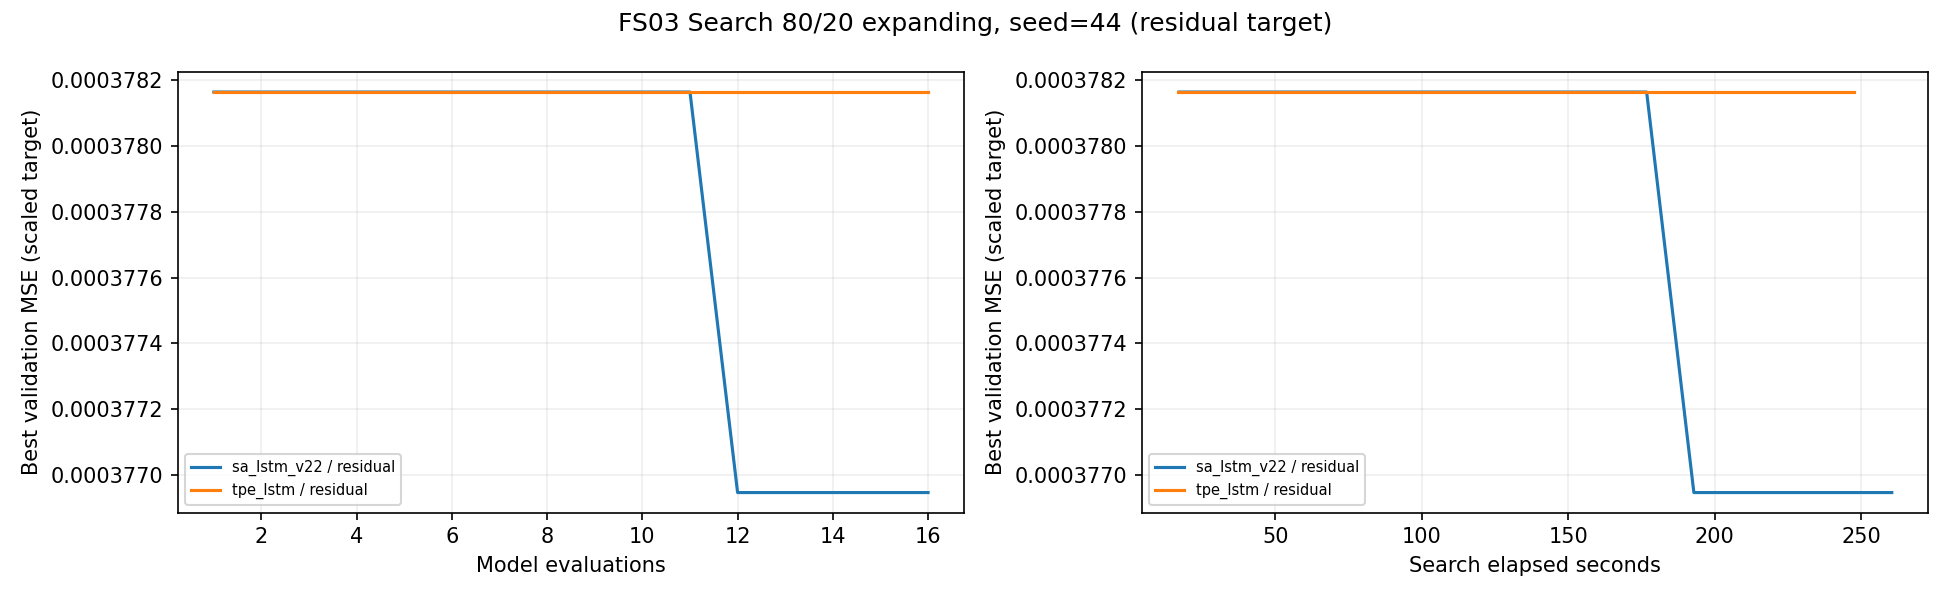 FS03 Search 80/20 expanding, seed=44 (residual target)
Best validation MSE (scaled target)
0.0003782
0.0003780
0.0003778
0.0003776
0.0003774
0.0003772
0.0003770
sa_lstm_v22 / residual
tpe_lstm / residual
2 4 6 8 10 12 14 16
Model evaluations
Best validation MSE (scaled target)
0.0003782
0.0003780
0.0003778
0.0003776
0.0003774
0.0003772
0.0003770
sa_lstm_v22 / residual
tpe_lstm / residual
50 100 150 200 250
Search elapsed seconds